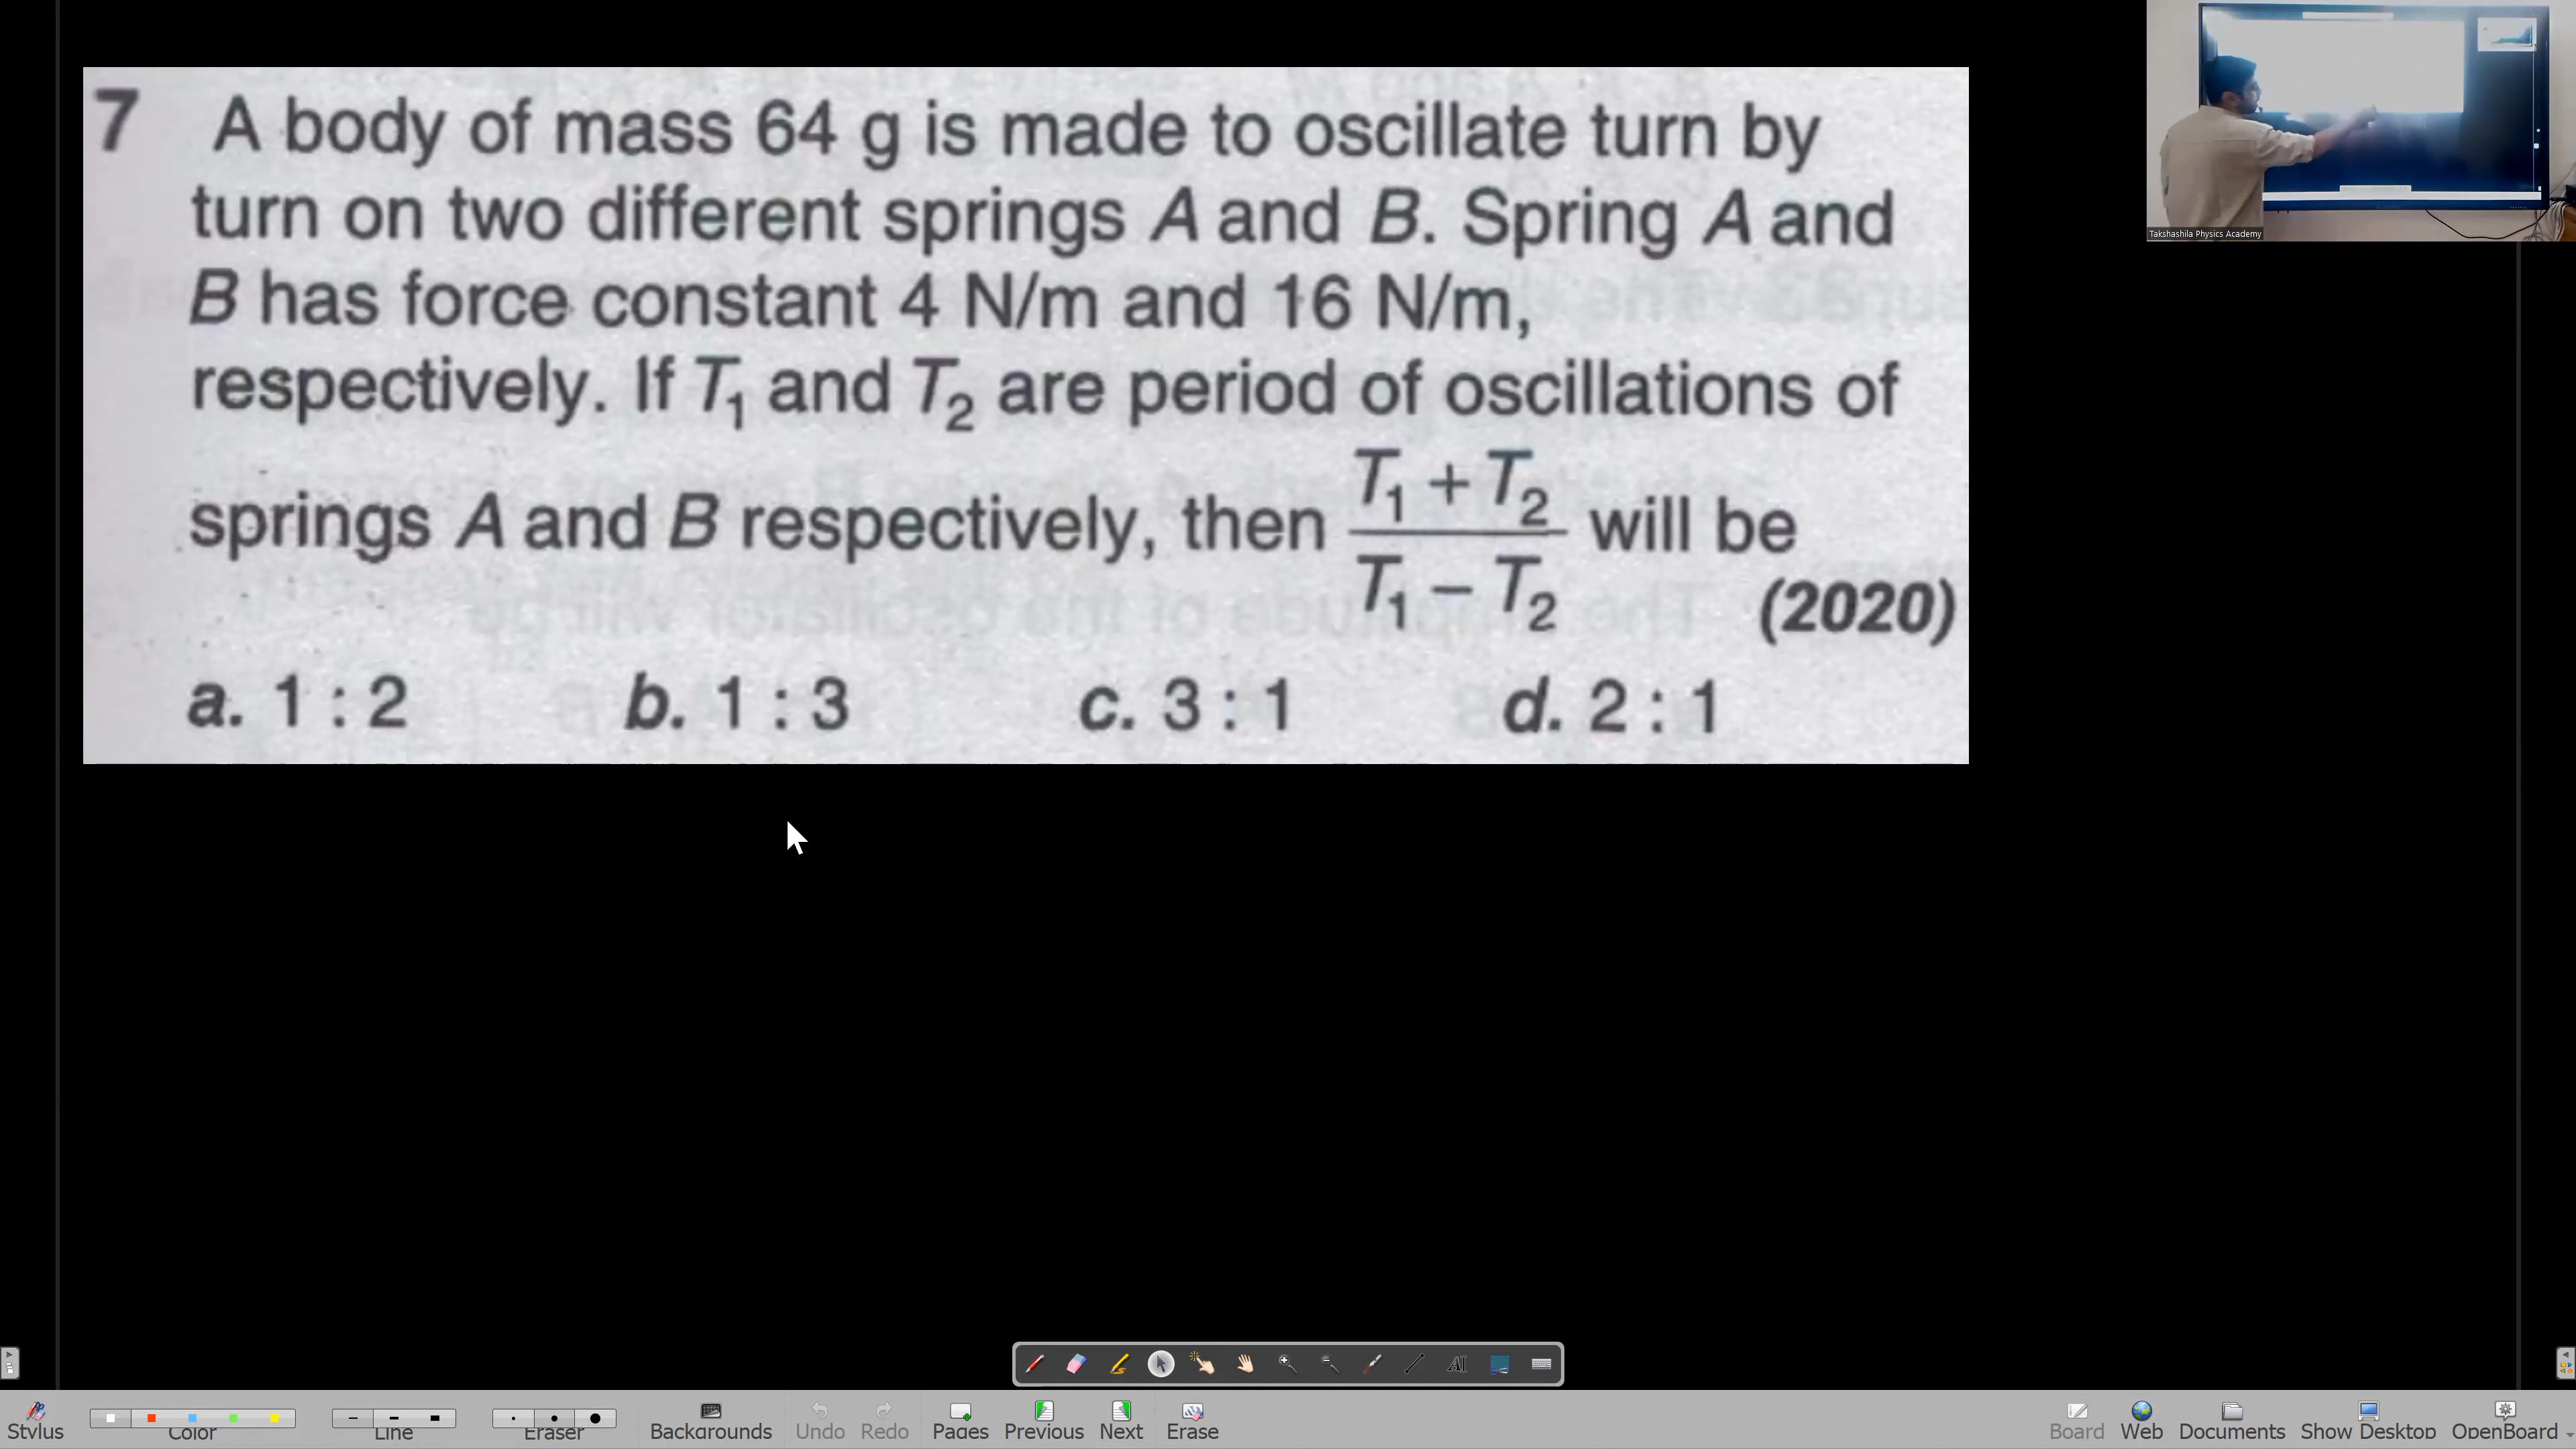 7 A body of mass 64 g is made to oscillate turn by
turn on two different springs A and B. Spring A and
B has force constant 4 N/m and 16 N/m,
respectively. If T₁ and T₂ are period of oscillations of
springs A and B respectively, then (T₁ + T₂)/(T₁ − T₂) will be
(2020)
a. 1 : 2 b. 1 : 3 c. 3 : 1 d. 2 : 1
Takshashila Physics Academy
AI
Stylus Color Line Eraser Backgrounds Undo Redo Pages Previous Next Erase Board Web Documents Show Desktop OpenBoard